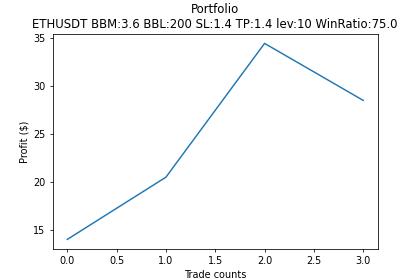 Portfolio
ETHUSDT BBM:3.6 BBL:200 SL:1.4 TP:1.4 lev:10 WinRatio:75.0
35
30
25
20
15
Profit ($)
0.0 0.5 1.0 1.5 2.0 2.5 3.0
Trade counts